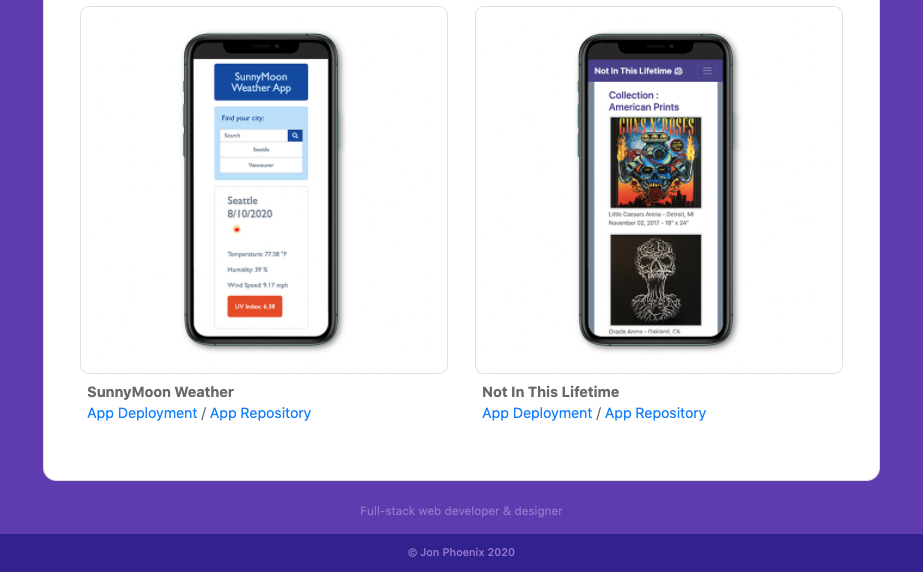 SunnyMoon
Weather App
Find your city:
Search
Seattle
Vancouver
Seattle
8/10/2020
Temperature: 77.58 °F
Humidity: 39 %
Wind Speed: 9.17 mph
UV Index: 6.38
Not In This Lifetime
Collection :
American Prints
GUNS N' ROSES
Little Caesars Arena - Detroit, MI
November 02, 2017 - 18" x 24"
Oracle Arena - Oakland, CA
SunnyMoon Weather
App Deployment / App Repository
Not In This Lifetime
App Deployment / App Repository
Full-stack web developer & designer
© Jon Phoenix 2020